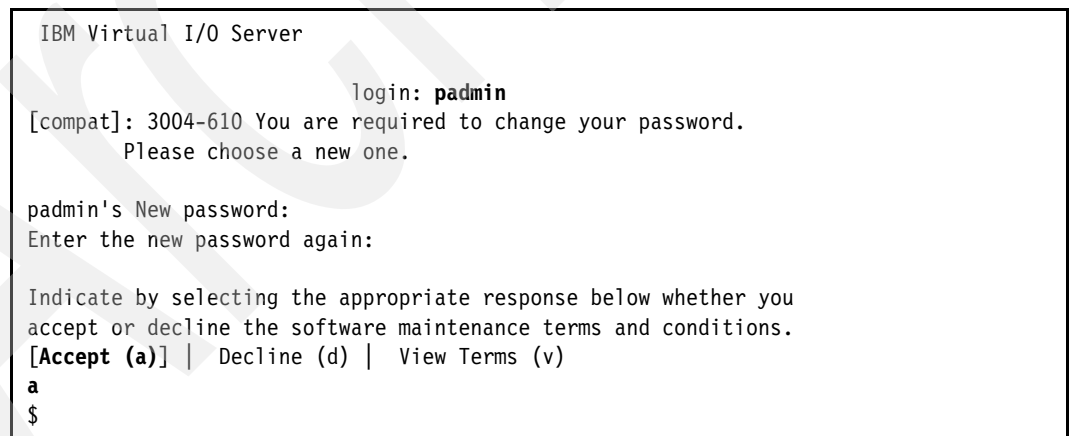 IBM Virtual I/O Server
login: padmin
[compat]: 3004-610 You are required to change your password.
Please choose a new one.
padmin's New password:
Enter the new password again:
Indicate by selecting the appropriate response below whether you
accept or decline the software maintenance terms and conditions.
[Accept (a)] | Decline (d) | View Terms (v)
a
$